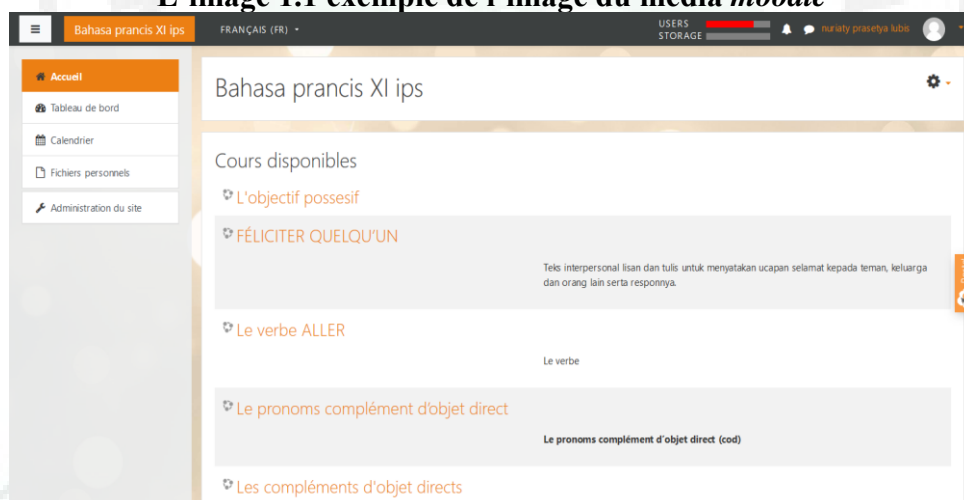 L'image 1.1 exemple de l'image du média moodle
Bahasa prancis XI ips
FRANÇAIS (FR)
USERS
STORAGE
nuriaty prasetya lubis
Accueil
Tableau de bord
Calendrier
Fichiers personnels
Administration du site
Bahasa prancis XI ips
Cours disponibles
L'objectif possesif
FÉLICITER QUELQU'UN
Teks interpersonal lisan dan tulis untuk menyatakan ucapan selamat kepada teman, keluarga
dan orang lain serta responnya.
Le verbe ALLER
Le verbe
Le pronoms complément d'objet direct
Le pronoms complément d'objet direct (cod)
Les compléments d'objet directs